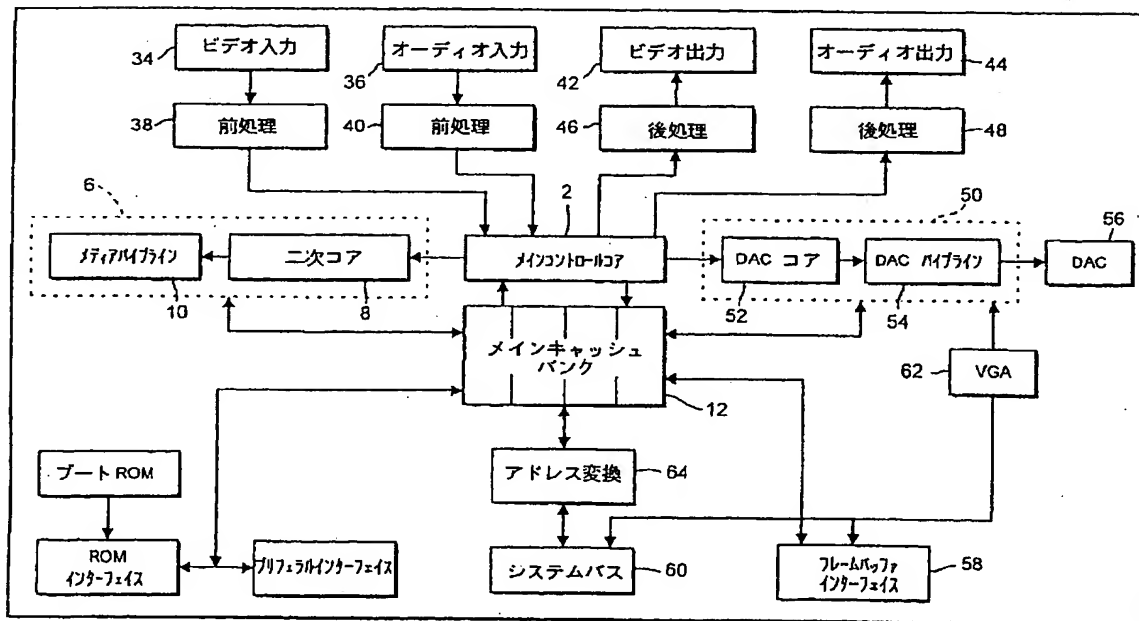 34
ビデオ入力
36
オーディオ入力
42
ビデオ出力
オーディオ出力
44
38
前処理
40
前処理
46
後処理
後処理
48
6
2
50
56
メディアパイプライン
二次コア
メインコントロールコア
DAC コア
DAC パイプライン
DAC
10
8
52
54
メインキャッシュ
バンク
12
62
VGA
ブート ROM
アドレス変換
64
ROM
インターフェイス
プリフェラルインターフェイス
システムバス
60
フレームバッファ
インターフェイス
58